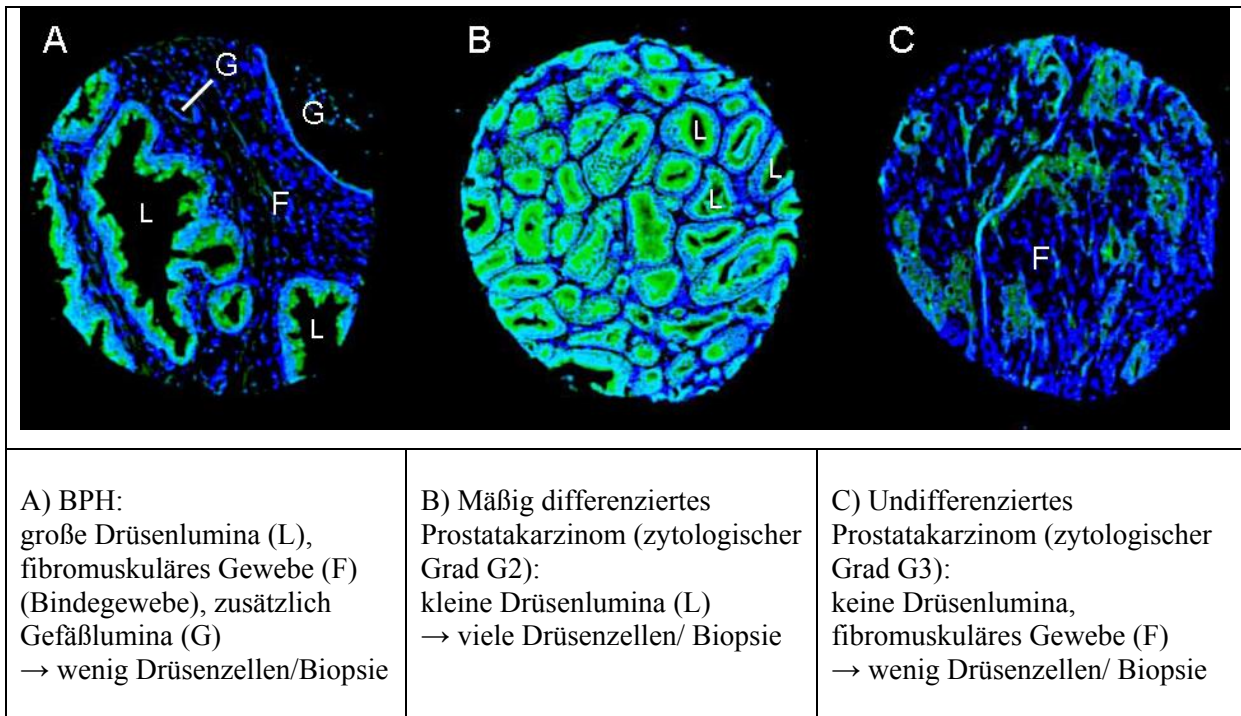 A
B
C
G
G
L
F
L
L
L
L
F
A) BPH:
große Drüsenlumina (L),
fibromuskuläres Gewebe (F)
(Bindegewebe), zusätzlich
Gefäßlumina (G)
→ wenig Drüsenzellen/Biopsie
B) Mäßig differenziertes
Prostatakarzinom (zytologischer
Grad G2):
kleine Drüsenlumina (L)
→ viele Drüsenzellen/ Biopsie
C) Undifferenziertes
Prostatakarzinom (zytologischer
Grad G3):
keine Drüsenlumina,
fibromuskuläres Gewebe (F)
→ wenig Drüsenzellen/ Biopsie